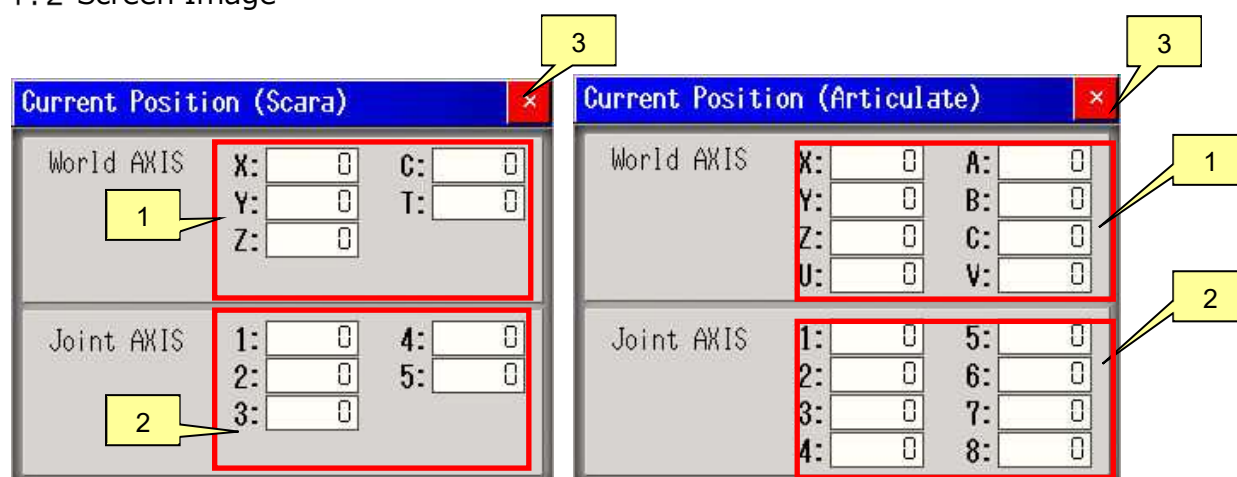 1.2 Screen Image
3
3
Current Position (Scara) ×
World AXIS X: 0 C: 0
Y: 0 T: 0
Z: 0
1
Joint AXIS 1: 0 4: 0
2: 0 5: 0
3: 0
2
Current Position (Articulate) ×
World AXIS X: 0 A: 0
Y: 0 B: 0
Z: 0 C: 0
U: 0 V: 0
1
Joint AXIS 1: 0 5: 0
2: 0 6: 0
3: 0 7: 0
4: 0 8: 0
2